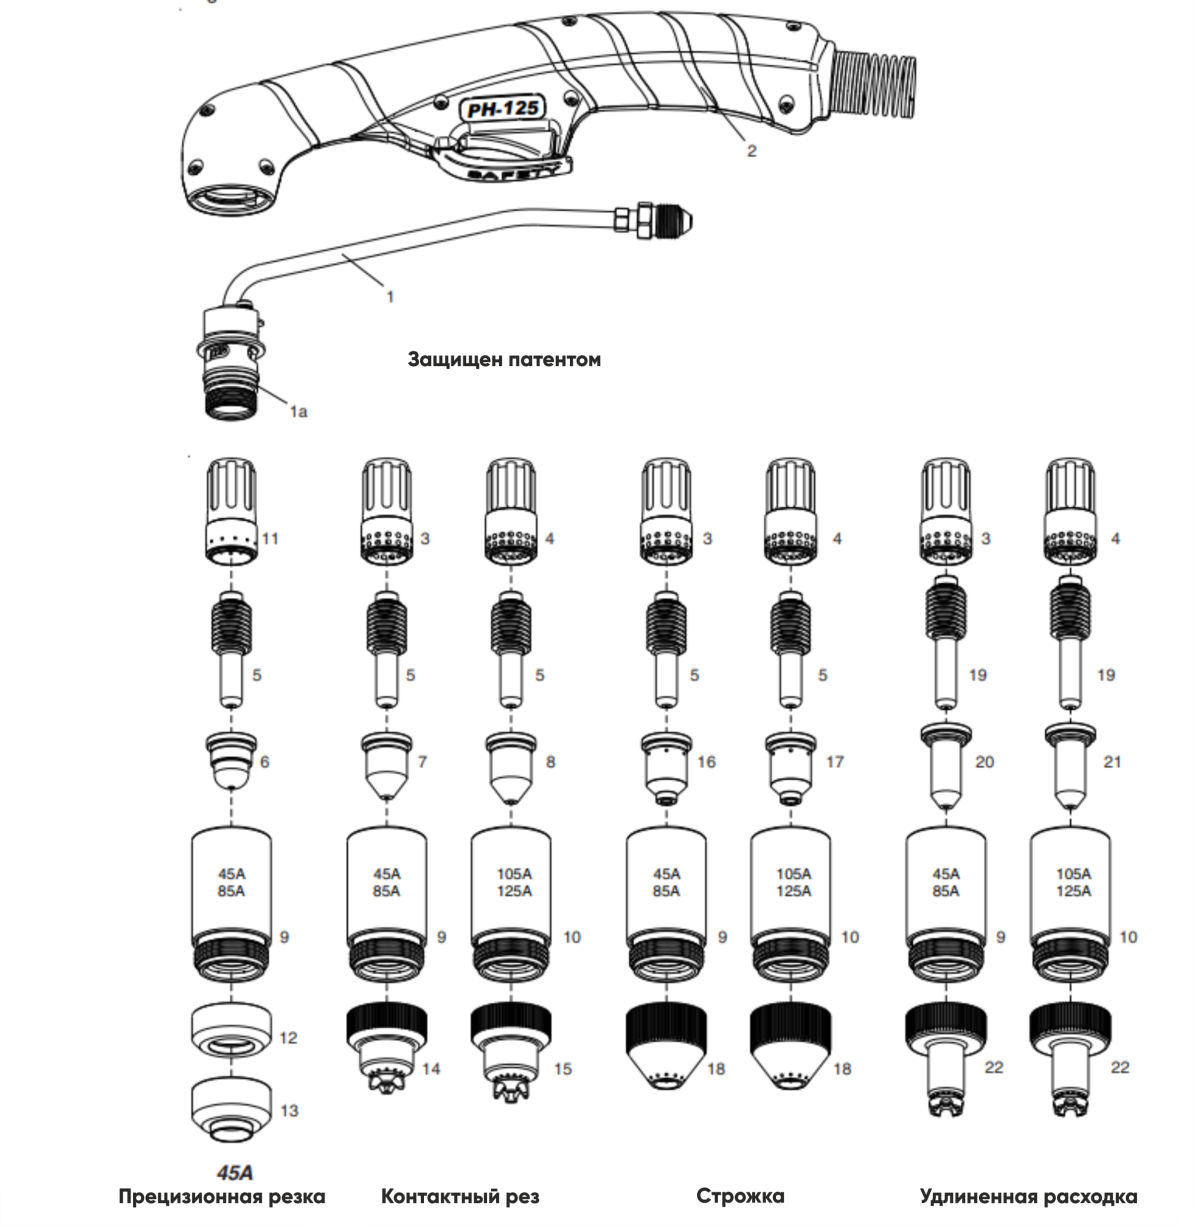 PH-125
SAFETY
2
1
Защищен патентом
1a
11 3 4 3 4 3 4
5 5 5 5 5 19 19
6 7 8 16 17 20 21
45A 45A 105A 45A 105A 45A 105A
85A 85A 125A 85A 125A 85A 125A
9 9 10 9 10 9 10
12
14 15 18 18 22 22
13
45A
Прецизионная резка Контактный рез Строжка Удлиненная расходка